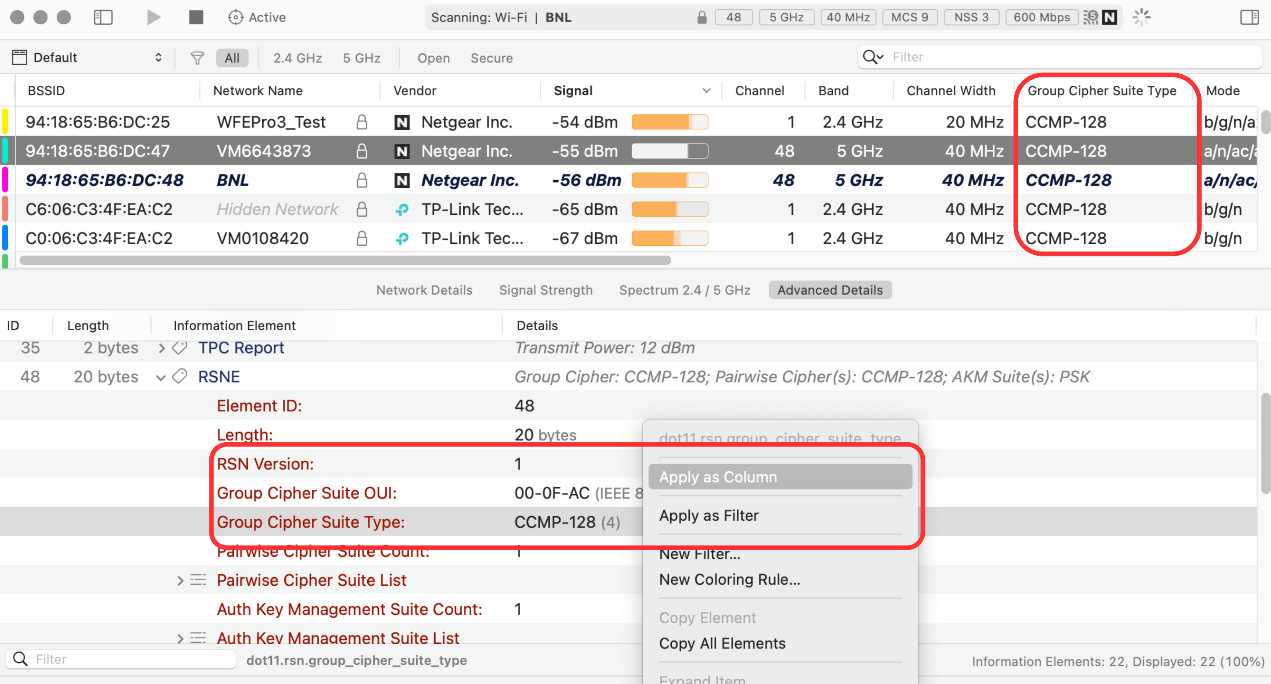 Active
Scanning: Wi-Fi | BNL
48 5 GHz 40 MHz MCS 9 NSS 3 600 Mbps N
Default
All 2.4 GHz 5 GHz Open Secure
Filter
BSSID Network Name Vendor Signal Channel Band Channel Width Group Cipher Suite Type Mode
94:18:65:B6:DC:25 WFEPro3_Test N Netgear Inc. -54 dBm 1 2.4 GHz 20 MHz CCMP-128 b/g/n/a
94:18:65:B6:DC:47 VM6643873 N Netgear Inc. -55 dBm 48 5 GHz 40 MHz CCMP-128 a/n/ac/a
94:18:65:B6:DC:48 BNL N Netgear Inc. -56 dBm 48 5 GHz 40 MHz CCMP-128 a/n/ac/
C6:06:C3:4F:EA:C2 Hidden Network TP-Link Tec... -65 dBm 1 2.4 GHz 40 MHz CCMP-128 b/g/n
C0:06:C3:4F:EA:C2 VM0108420 TP-Link Tec... -67 dBm 1 2.4 GHz 40 MHz CCMP-128 b/g/n
Network Details Signal Strength Spectrum 2.4 / 5 GHz Advanced Details
ID Length Information Element Details
35 2 bytes TPC Report Transmit Power: 12 dBm
48 20 bytes RSNE Group Cipher: CCMP-128; Pairwise Cipher(s): CCMP-128; AKM Suite(s): PSK
Element ID: 48
Length: 20 bytes
RSN Version: 1
Group Cipher Suite OUI: 00-0F-AC (IEEE 8
Group Cipher Suite Type: CCMP-128 (4)
Pairwise Cipher Suite Count: 1
Pairwise Cipher Suite List
Auth Key Management Suite Count: 1
Auth Key Management Suite List
dot11.rsn.group_cipher_suite_type
Apply as Column
Apply as Filter
New Filter...
New Coloring Rule...
Copy Element
Copy All Elements
Expand Item
Filter
dot11.rsn.group_cipher_suite_type
Information Elements: 22, Displayed: 22 (100%)